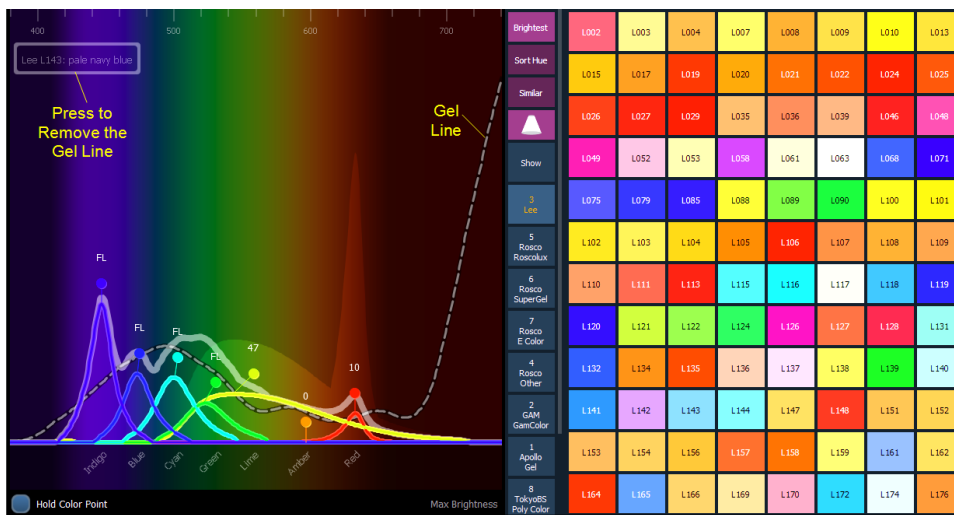 400 500 600 700
Lee L143: pale navy blue
Press to
Remove the
Gel Line
Gel
Line
FL
FL
FL
FL
47
0
10
Indigo Blue Cyan Green Lime Amber Red
Hold Color Point
Max Brightness
Brightest
Sort Hue
Similar
Show
3
Lee
5
Rosco
Roscolux
6
Rosco
SuperGel
7
Rosco
E Color
4
Rosco
Other
2
GAM
GamColor
1
Apollo
Gel
8
TokyoBS
Poly Color
L002 L003 L004 L007 L008 L009 L010 L013
L015 L017 L019 L020 L021 L022 L024 L025
L026 L027 L029 L035 L036 L039 L046 L048
L049 L052 L053 L058 L061 L063 L068 L071
L075 L079 L085 L088 L089 L090 L100 L101
L102 L103 L104 L105 L106 L107 L108 L109
L110 L111 L113 L115 L116 L117 L118 L119
L120 L121 L122 L124 L126 L127 L128 L131
L132 L134 L135 L136 L137 L138 L139 L140
L141 L142 L143 L144 L147 L148 L151 L152
L153 L154 L156 L157 L158 L159 L161 L162
L164 L165 L166 L169 L170 L172 L174 L176